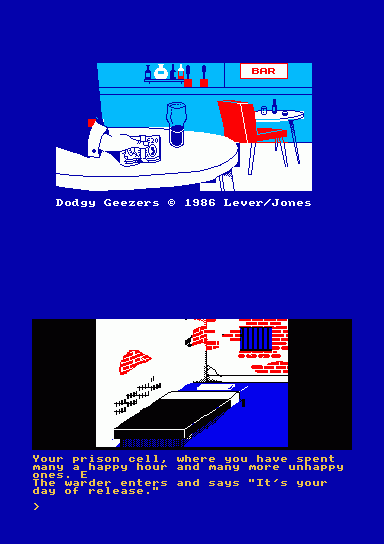 BAR
Dodgy Geezers © 1986 Lever/Jones
Your prison cell, where you have spent
many a happy hour and many more unhappy
ones. E
The warder enters and says "It's your
day of release."
>